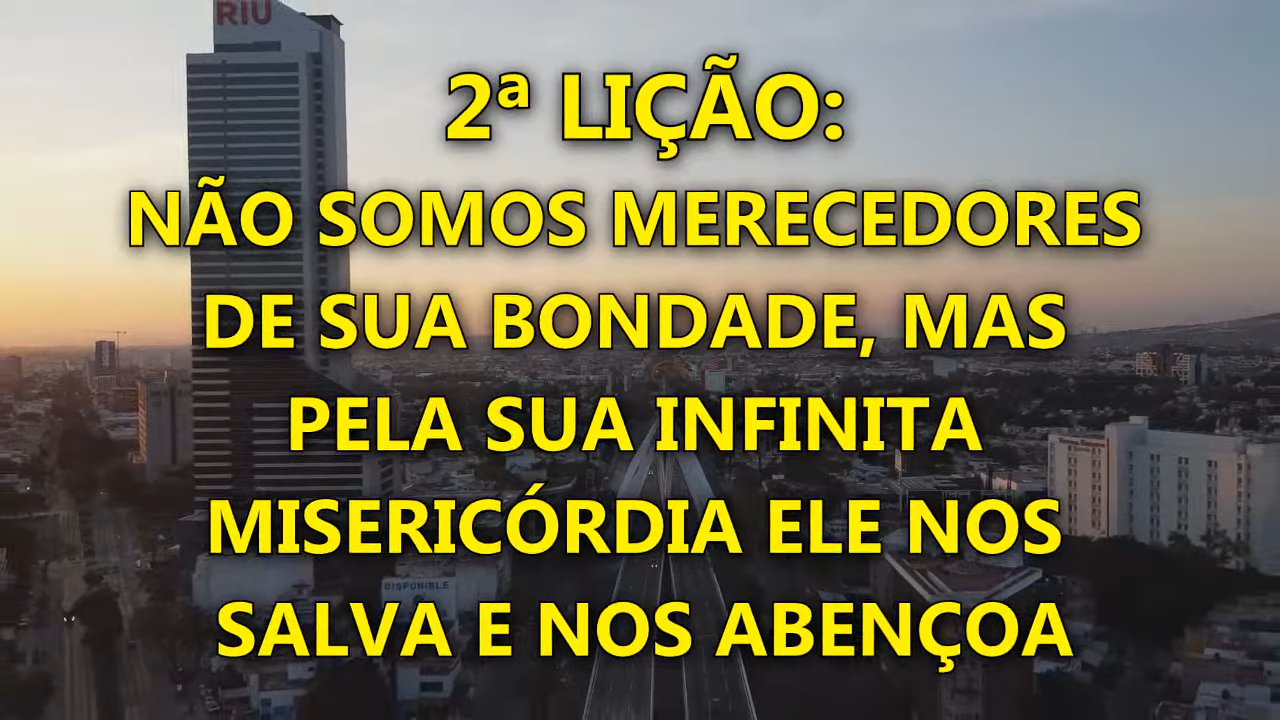 RIU
2ª LIÇÃO:
NÃO SOMOS MERECEDORES
DE SUA BONDADE, MAS
PELA SUA INFINITA
MISERICÓRDIA ELE NOS
SALVA E NOS ABENÇOA
DISPONIBLE